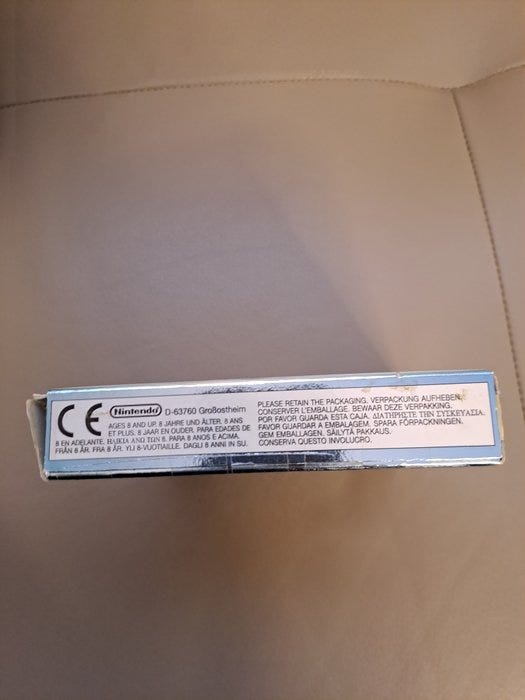 CE Nintendo D-63760 Großostheim
AGES 8 AND UP. 8 JAHRE UND ÄLTER. 8 ANS
ET PLUS. 8 JAAR EN OUDER. PARA EDADES DE
8 EN ADELANTE. ΗΛΙΚΙΑ ΑΝΩ ΤΩΝ 8. PARA 8 ANOS E ACIMA.
FRÅN 8 ÅR. FRA 8 ÅR. YLI 8-VUOTIAILLE. DAGLI 8 ANNI IN SU.
PLEASE RETAIN THE PACKAGING. VERPACKUNG AUFHEBEN.
CONSERVER L'EMBALLAGE. BEWAAR DEZE VERPAKKING.
POR FAVOR GUARDA ESTA CAJA. ΔΙΑΤΗΡΗΣΤΕ ΤΗΝ ΣΥΣΚΕΥΑΣΙΑ.
FAVOR GUARDAR A EMBALAGEM. SPARA FÖRPACKNINGEN.
GEM EMBALLAGEN. SÄILYTÄ PAKKAUS.
CONSERVA QUESTO INVOLUCRO.